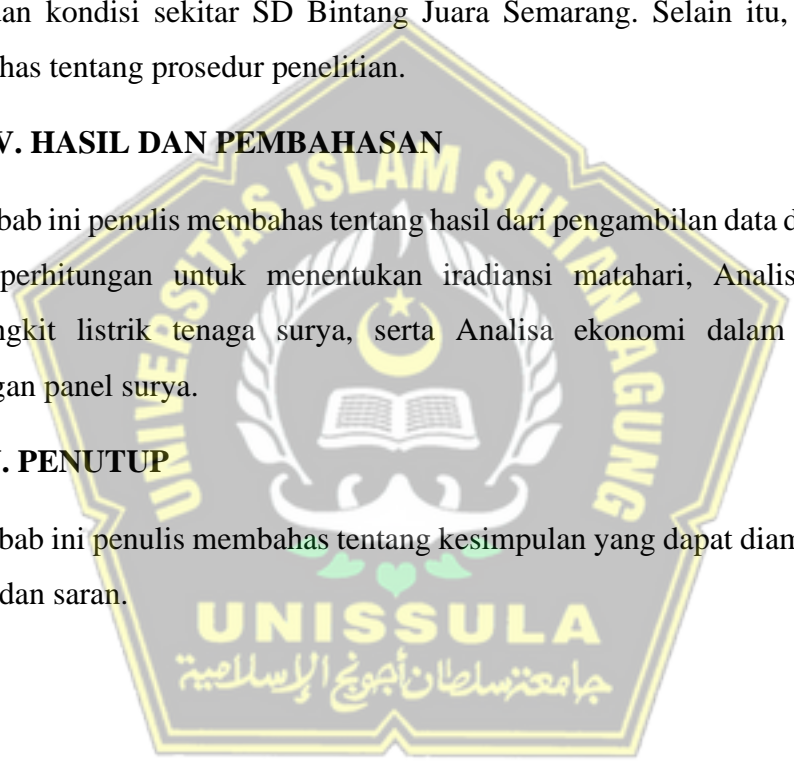 dan kondisi sekitar SD Bintang Juara Semarang. Selain itu,
has tentang prosedur penelitian.
V. HASIL DAN PEMBAHASAN
bab ini penulis membahas tentang hasil dari pengambilan data d
perhitungan untuk menentukan iradiansi matahari, Analis
ngkit listrik tenaga surya, serta Analisa ekonomi dalam
gan panel surya.
. PENUTUP
bab ini penulis membahas tentang kesimpulan yang dapat diam
dan saran.
UNIVERSITAS ISLAM SULTAN AGUNG
UNISSULA
جامعة سلطان أجونج الإسلامية